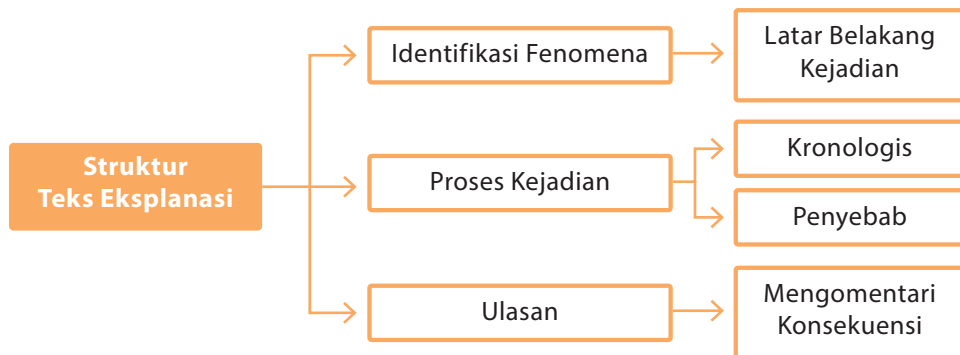 Struktur
Teks Eksplanasi
Identifikasi Fenomena
Latar Belakang
Kejadian
Proses Kejadian
Kronologis
Penyebab
Ulasan
Mengomentari
Konsekuensi